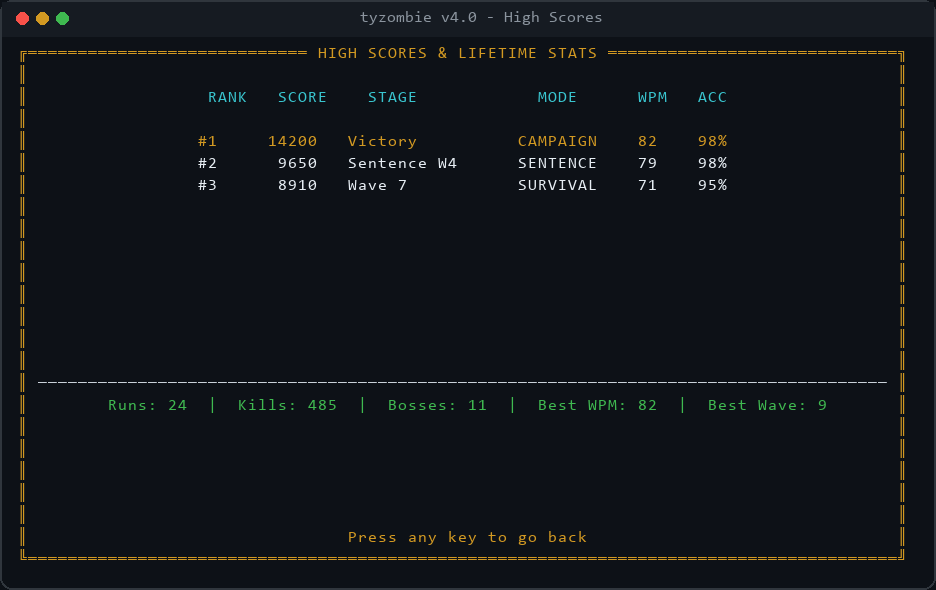 tyzombie v4.0 - High Scores
HIGH SCORES & LIFETIME STATS
RANK SCORE STAGE MODE WPM ACC
#1 14200 Victory CAMPAIGN 82 98%
#2 9650 Sentence W4 SENTENCE 79 98%
#3 8910 Wave 7 SURVIVAL 71 95%
Runs: 24 │ Kills: 485 │ Bosses: 11 │ Best WPM: 82 │ Best Wave: 9
Press any key to go back